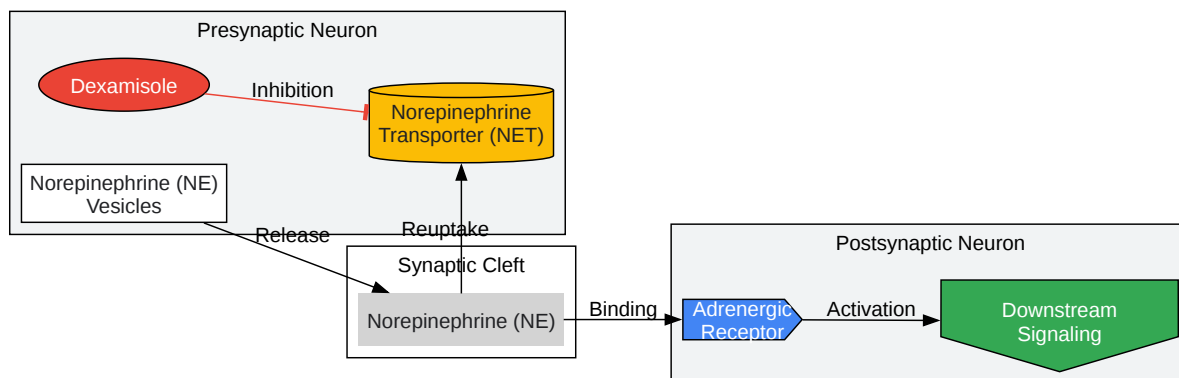 Presynaptic Neuron
Dexamisole
Inhibition
Norepinephrine
Transporter (NET)
Norepinephrine (NE)
Vesicles
Release
Reuptake
Synaptic Cleft
Norepinephrine (NE)
Binding
Postsynaptic Neuron
Adrenergic
Receptor
Activation
Downstream
Signaling